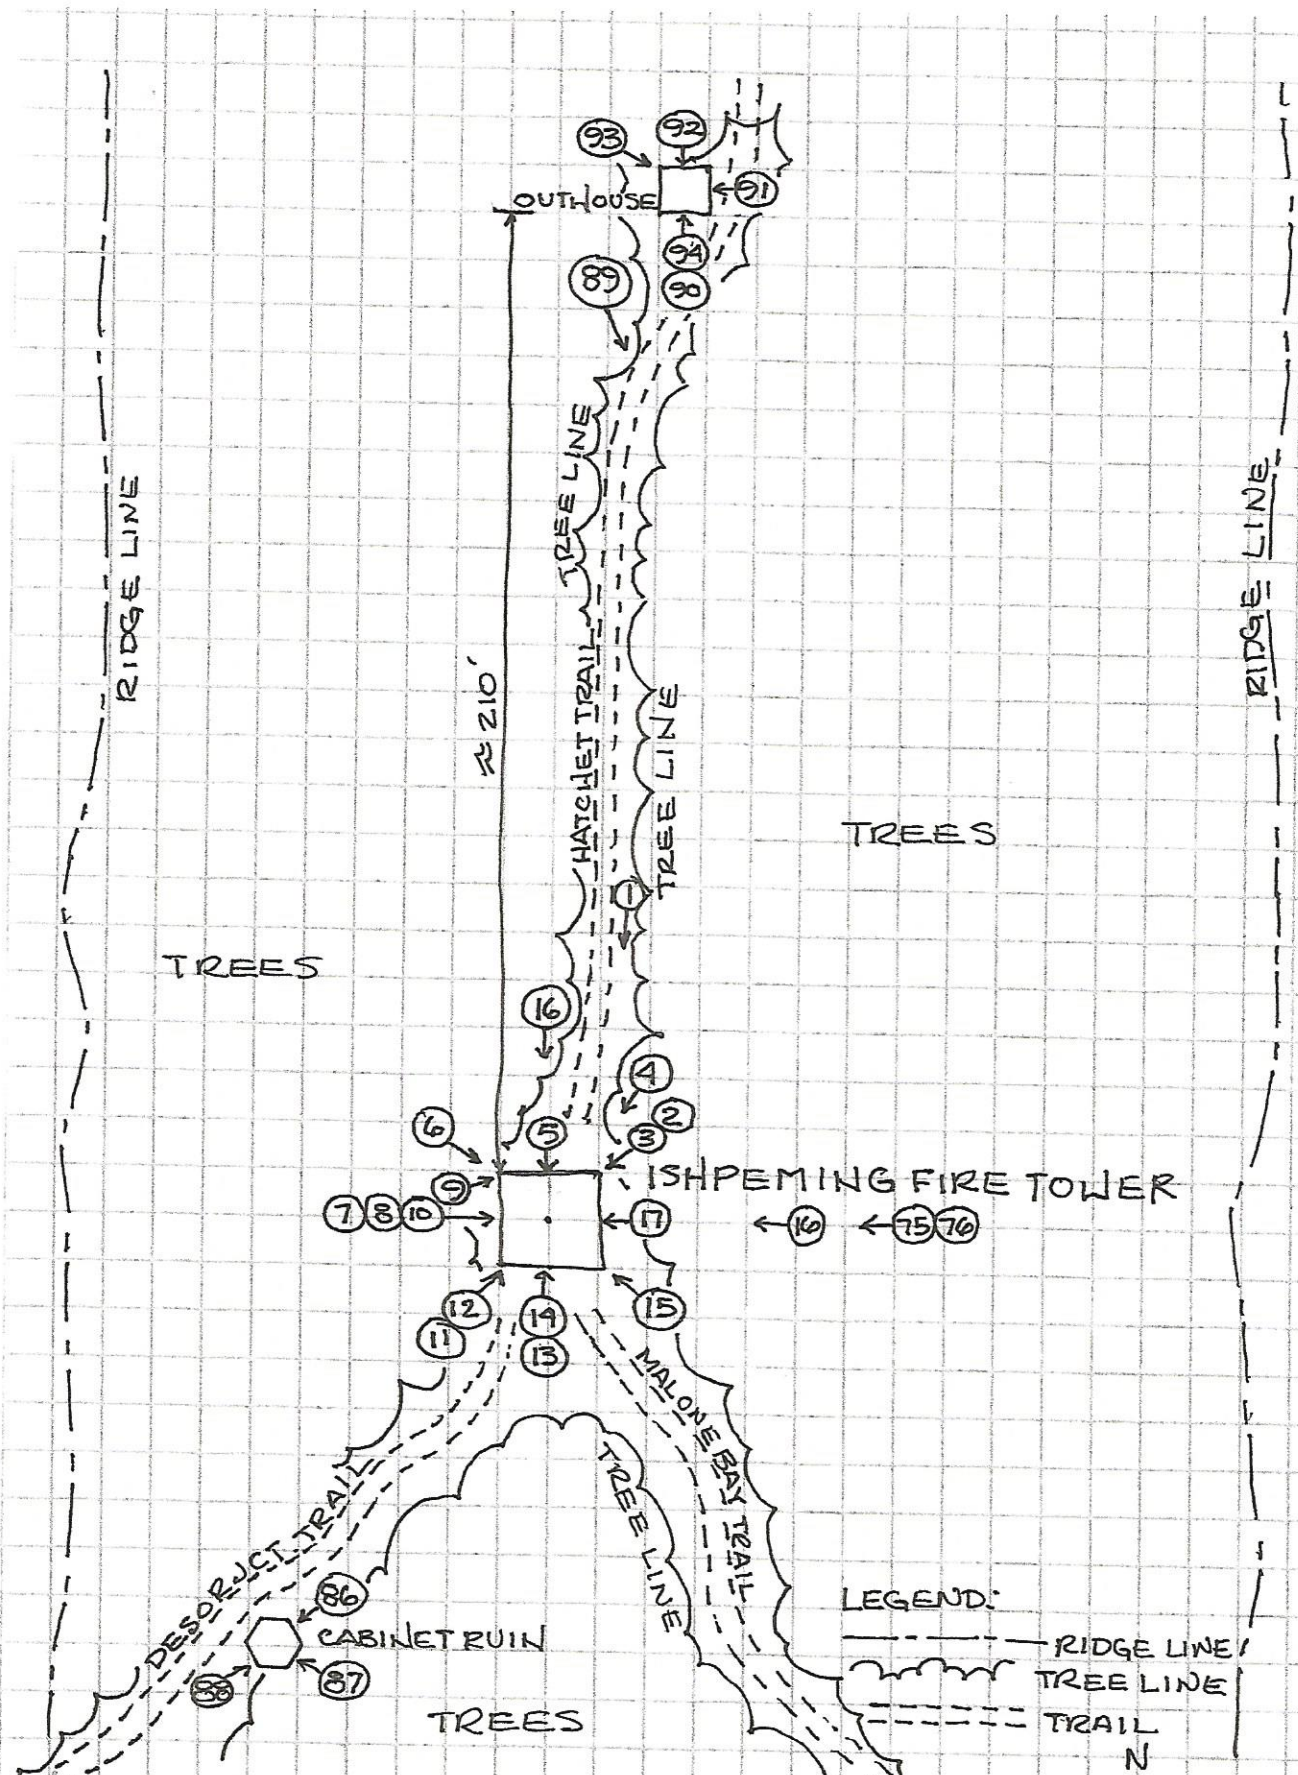 93
92
91
OUTHOUSE
94
90
89
RIDGE LINE
TREE LINE
RIDGE LINE
≈ 210'
HATCHET TRAIL
TREE LINE
TREES
1
TREES
16
4
2
6
5
3
ISHPEMING FIRE TOWER
9
7 8 10
17
16
75 76
12
14
15
11
13
MALONE BAY TRAIL
TREE LINE
DESORUCT TRAIL
86
CABINET RUIN
88
87
TREES
LEGEND:
RIDGE LINE
TREE LINE
TRAIL
N